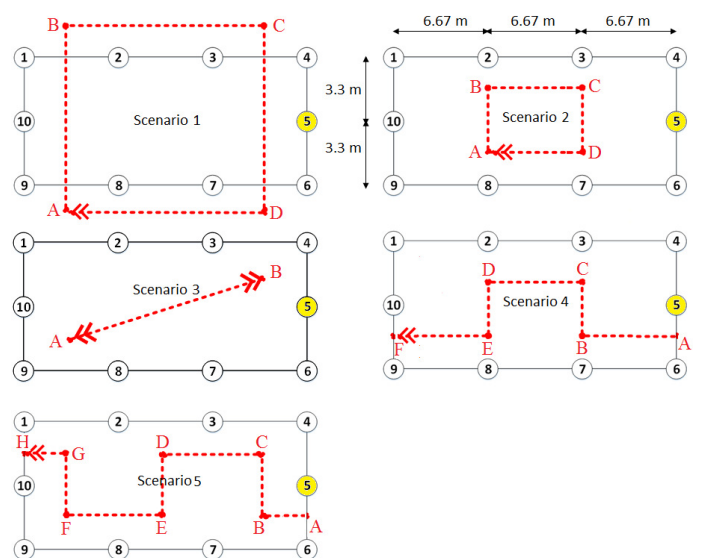 6.67 m 6.67 m 6.67 m
B C
1 2 3 4
1 2 3 4
3.3 m
B C
10 Scenario 1 5
10 Scenario 2 5
3.3 m
A D
9 8 7 6
9 8 7 6
A D
1 2 3 4
1 2 3 4
B
D C
Scenario 3
10 5
10 Scenario 4 5
A
F E B A
9 8 7 6
9 8 7 6
1 2 3 4
H G D C
10 Scenario 5 5
F E B A
9 8 7 6